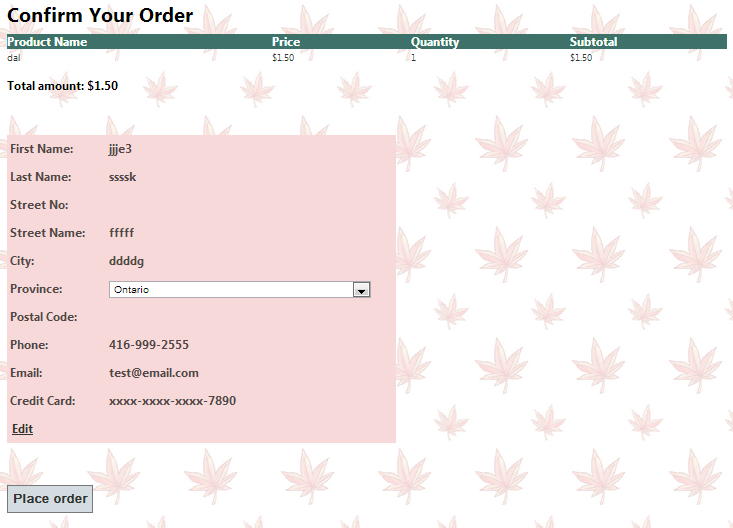 Confirm Your Order
Product Name Price Quantity Subtotal
dal $1.50 1 $1.50
Total amount: $1.50
First Name: jjje3
Last Name: ssssk
Street No:
Street Name: fffff
City: ddddg
Province: Ontario
Postal Code:
Phone: 416-999-2555
Email: test@email.com
Credit Card: xxxx-xxxx-xxxx-7890
Edit
Place order